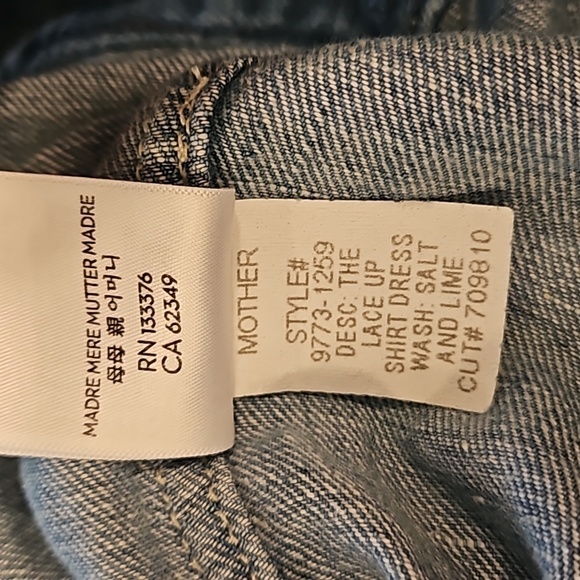 MADRE MERE MUTTER MADRE
母母 親 어머니
RN 133376
CA 62349
MOTHER
STYLE#
9773-1259
DESC: THE
LACE UP
SHIRT DRESS
WASH: SALT
AND LIME
CUT# 709810